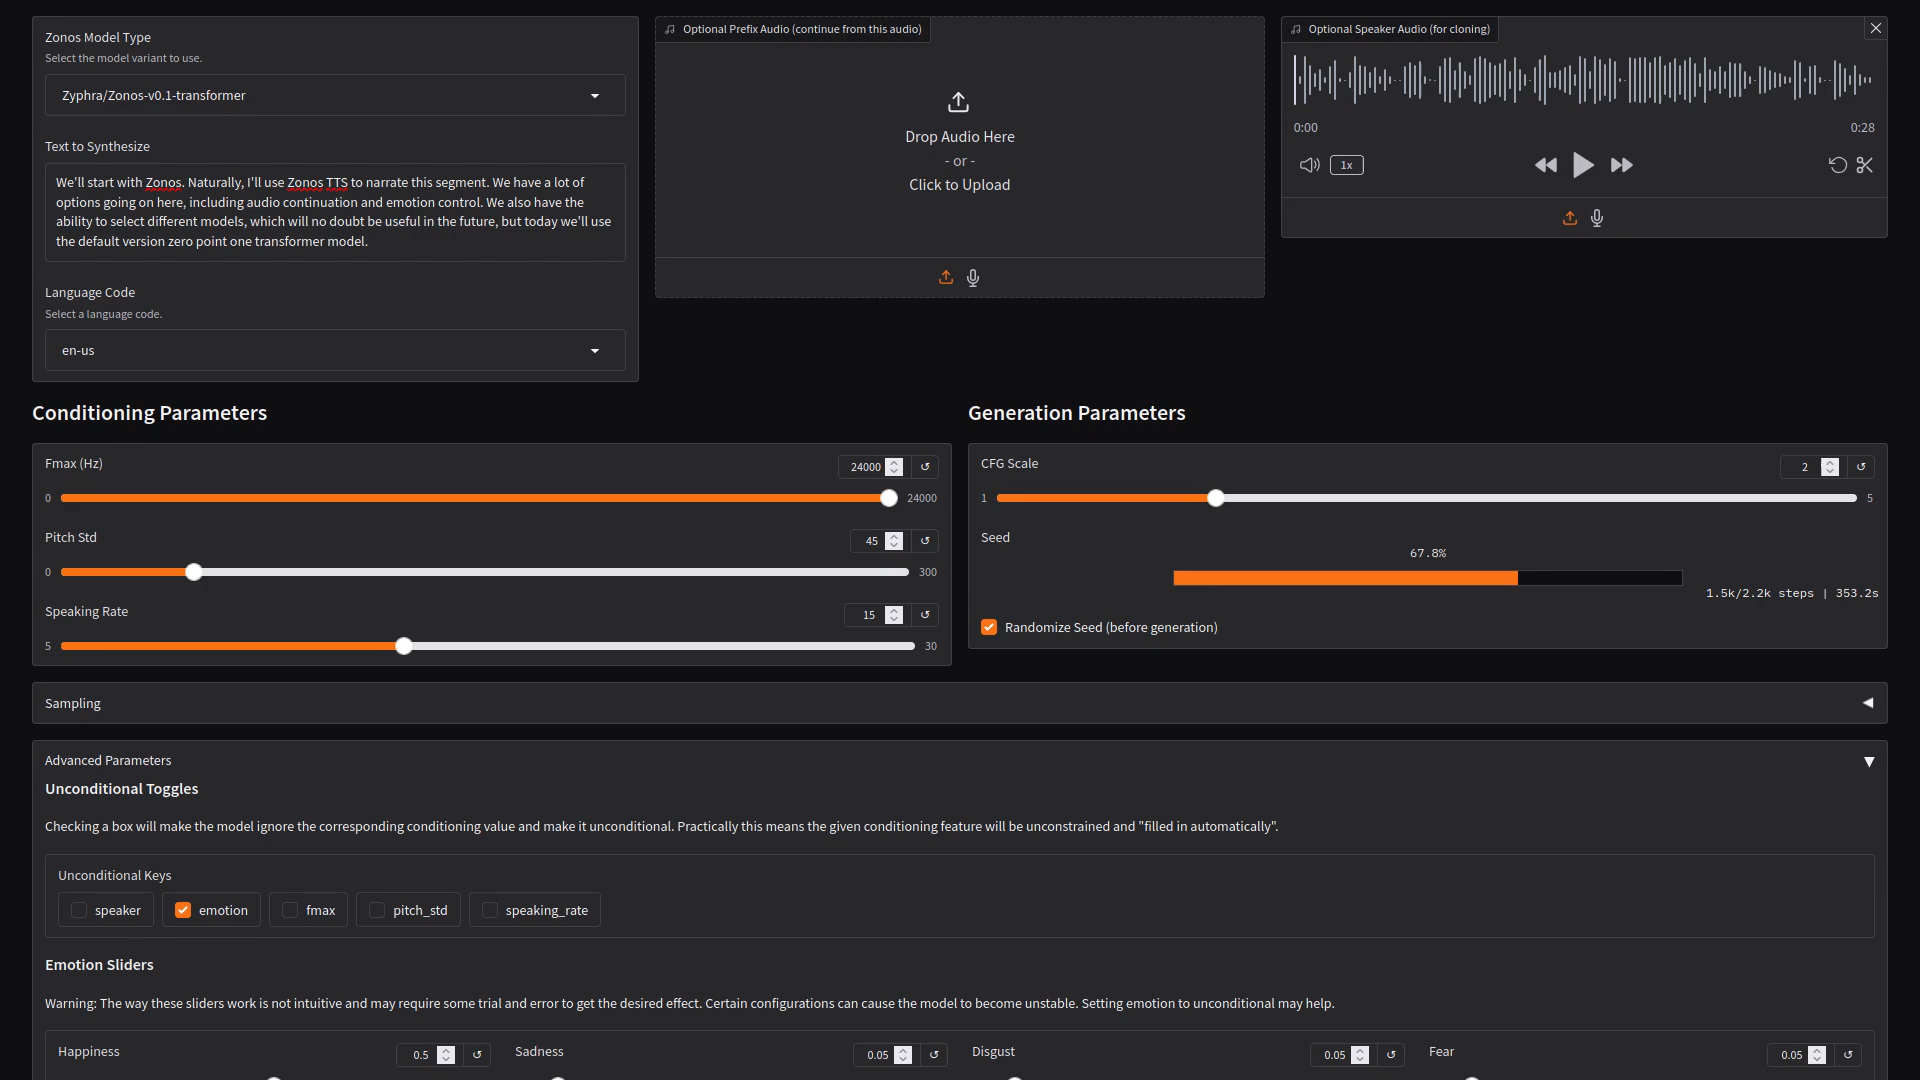 Zonos Model Type
Select the model variant to use.
Zyphra/Zonos-v0.1-transformer
Text to Synthesize
We'll start with Zonos. Naturally, I'll use Zonos TTS to narrate this segment. We have a lot of
options going on here, including audio continuation and emotion control. We also have the
ability to select different models, which will no doubt be useful in the future, but today we'll use
the default version zero point one transformer model.
Language Code
Select a language code.
en-us
Optional Prefix Audio (continue from this audio)
Drop Audio Here
- or -
Click to Upload
Optional Speaker Audio (for cloning)
0:00 0:28
1x
Conditioning Parameters
Fmax (Hz) 24000
0 24000
Pitch Std 45
0 300
Speaking Rate 15
5 30
Generation Parameters
CFG Scale 2
1 5
Seed
67.8%
1.5k/2.2k steps | 353.2s
Randomize Seed (before generation)
Sampling
Advanced Parameters
Unconditional Toggles
Checking a box will make the model ignore the corresponding conditioning value and make it unconditional. Practically this means the given conditioning feature will be unconstrained and "filled in automatically".
Unconditional Keys
speaker emotion fmax pitch_std speaking_rate
Emotion Sliders
Warning: The way these sliders work is not intuitive and may require some trial and error to get the desired effect. Certain configurations can cause the model to become unstable. Setting emotion to unconditional may help.
Happiness 0.5 Sadness 0.05 Disgust 0.05 Fear 0.05